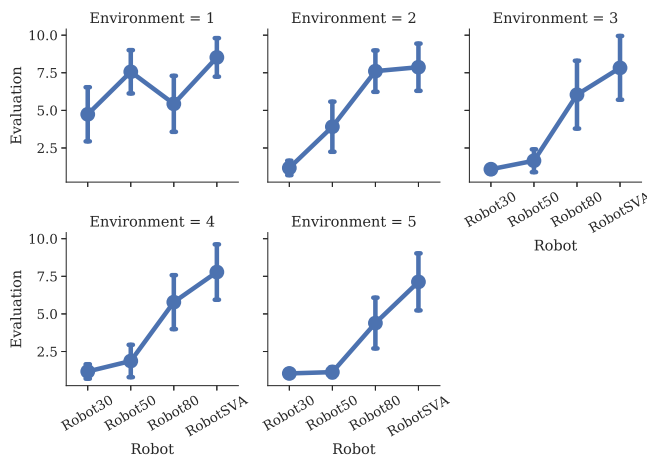 Environment = 1
Environment = 2
Environment = 3
10.0
7.5
5.0
2.5
Evaluation
Robot30
Robot50
Robot80
RobotSVA
Robot
Environment = 4
Environment = 5
10.0
7.5
5.0
2.5
Evaluation
Robot30
Robot50
Robot80
RobotSVA
Robot30
Robot50
Robot80
RobotSVA
Robot
Robot